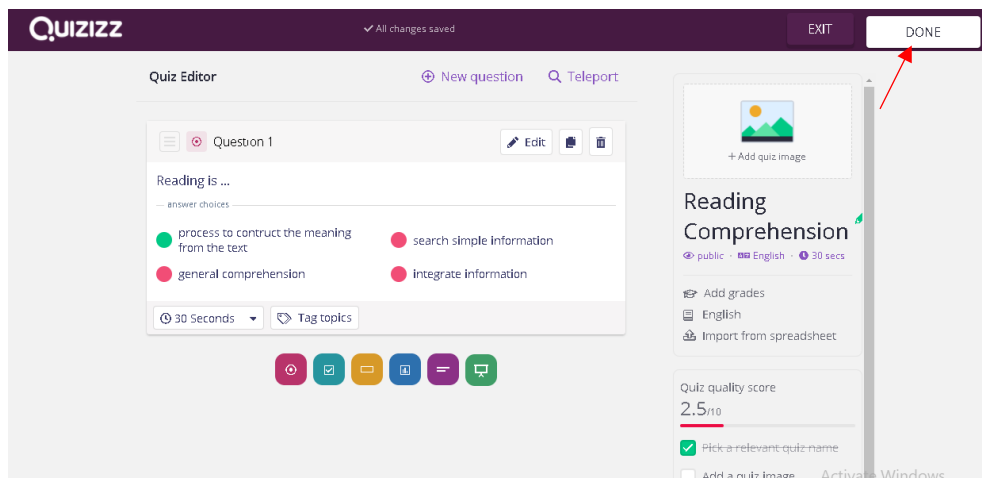 QUIZIZZ
All changes saved
EXIT
DONE
Quiz Editor
New question
Teleport
Question 1
Edit
Reading is ...
answer choices
process to contruct the meaning
from the text
search simple information
general comprehension
integrate information
30 Seconds
Tag topics
+ Add quiz image
Reading
Comprehension
public · English · 30 secs
Add grades
English
Import from spreadsheet
Quiz quality score
2.5/10
Pick a relevant quiz name
Add a quiz image
Activate Windows